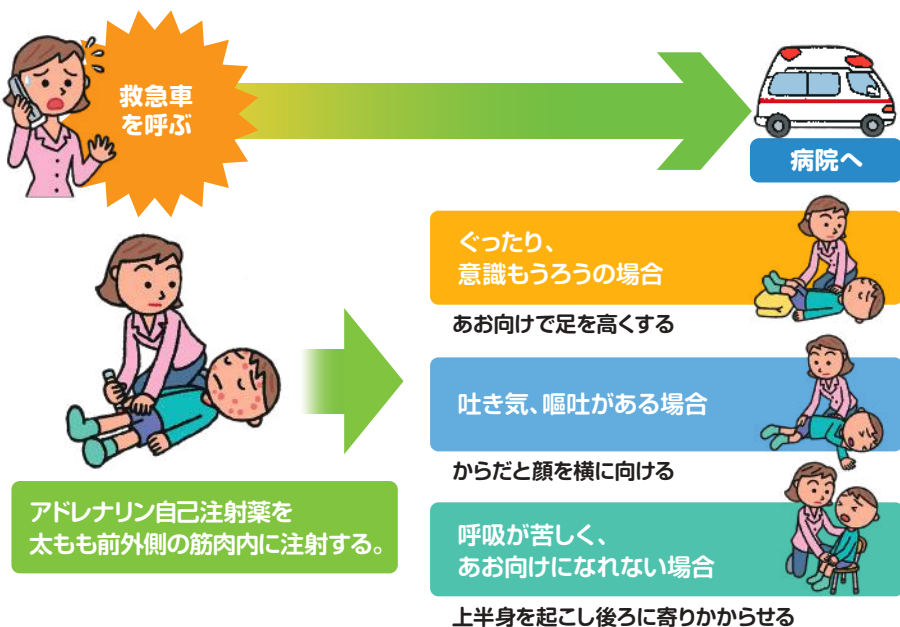 救急車
を呼ぶ
病院へ
アドレナリン自己注射薬を
太もも前外側の筋肉内に注射する。
ぐったり、
意識もうろうの場合
あお向けで足を高くする
吐き気、嘔吐がある場合
からだと顔を横に向ける
呼吸が苦しく、
あお向けになれない場合
上半身を起こし後ろに寄りかからせる